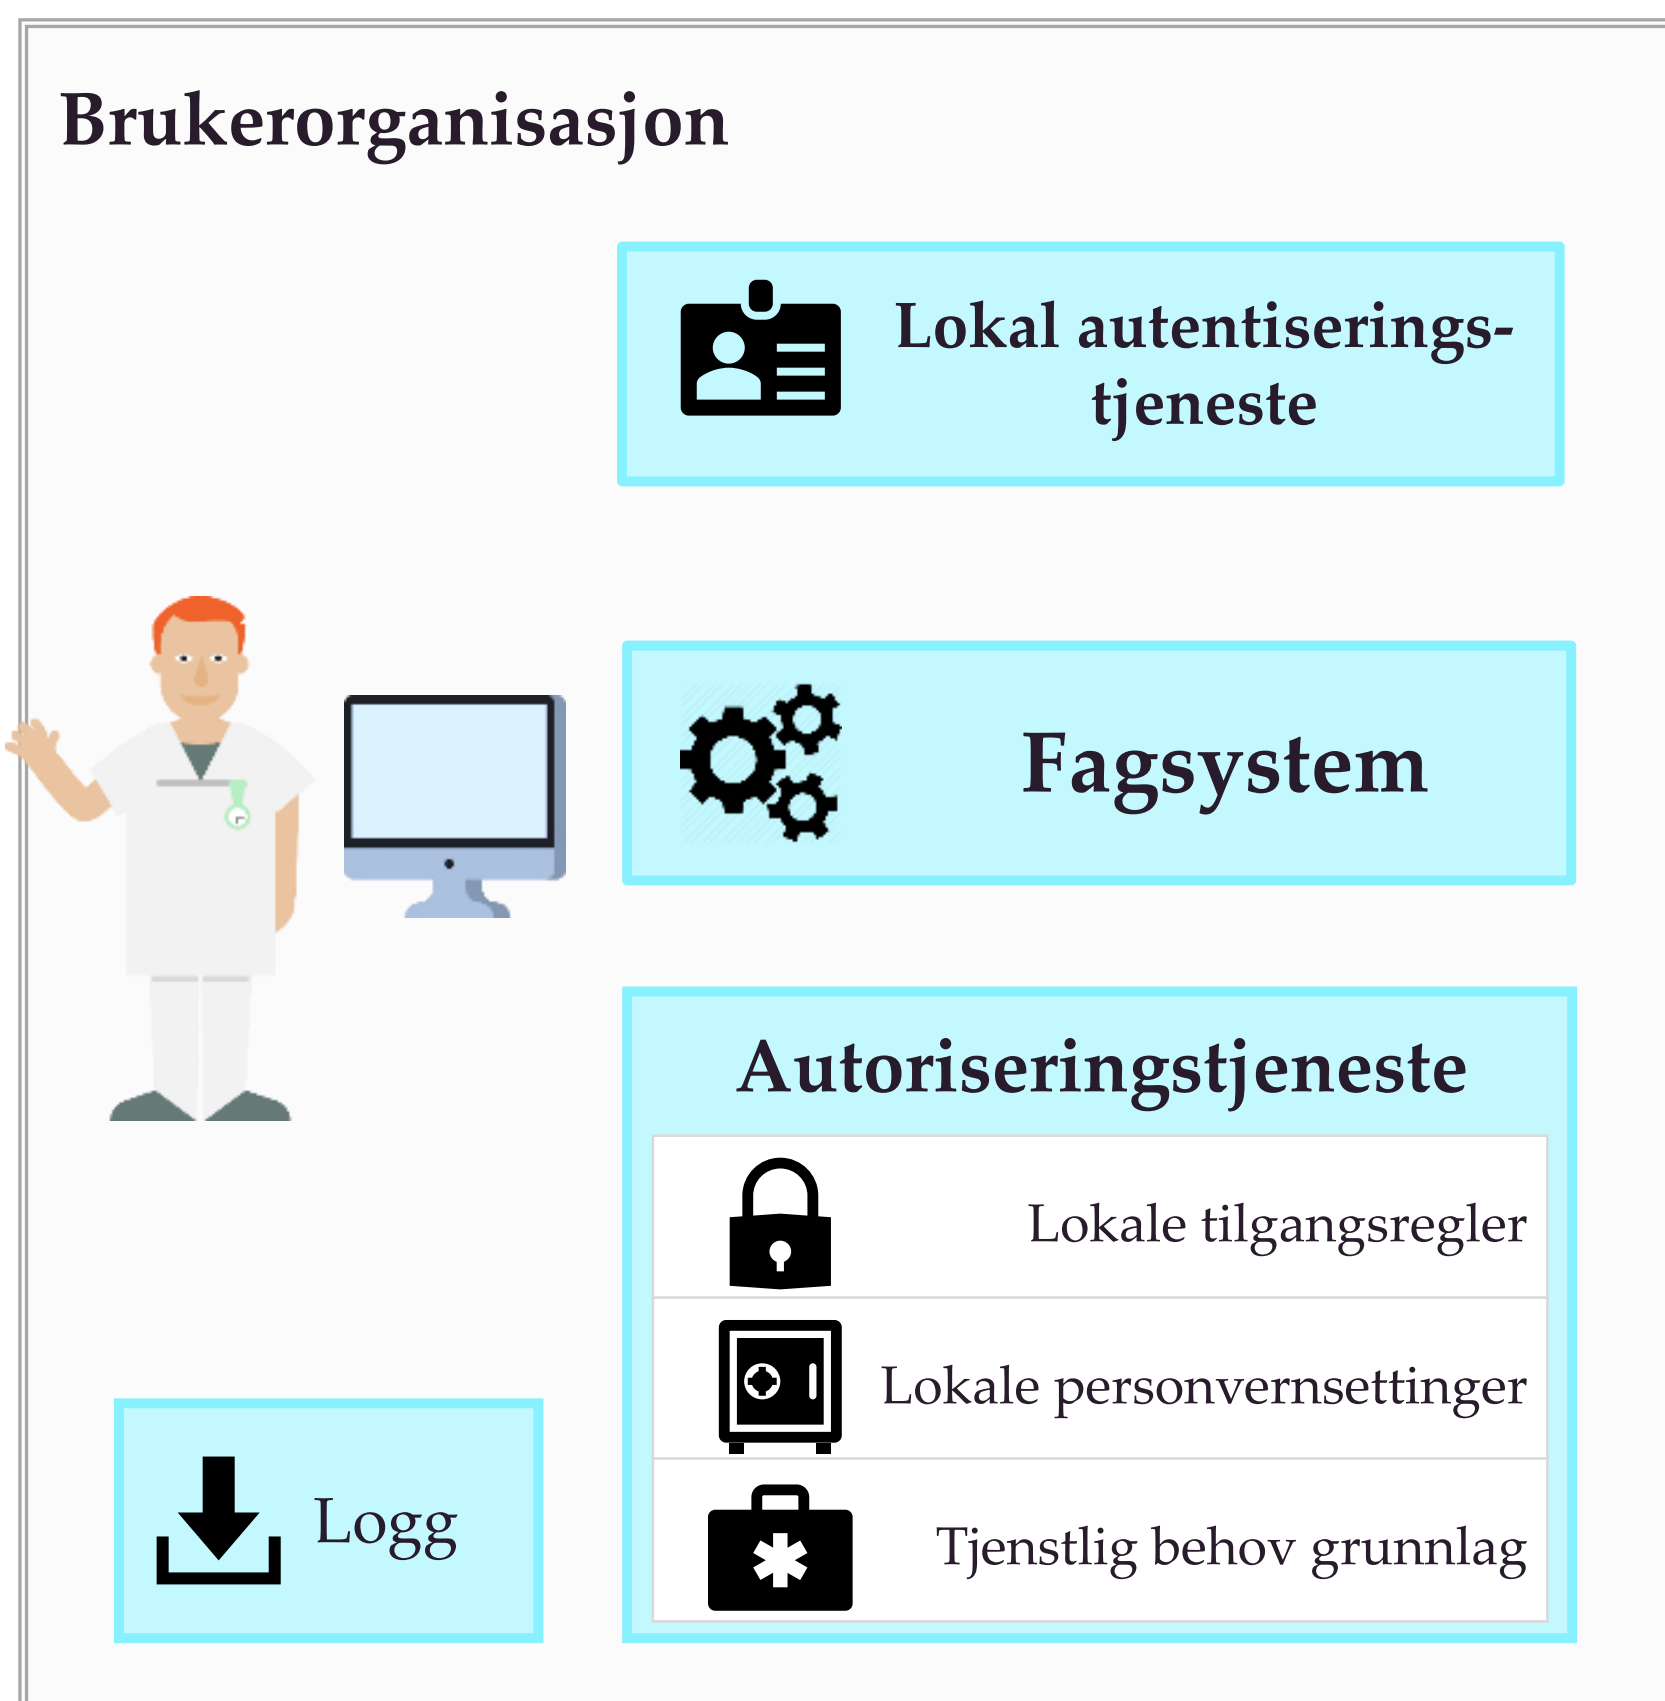 Brukerorganisasjon
Lokal autentiserings-
tjeneste
Fagsystem
Autoriseringstjeneste
Lokale tilgangsregler
Lokale personvernsettinger
Tjenstlig behov grunnlag
Logg